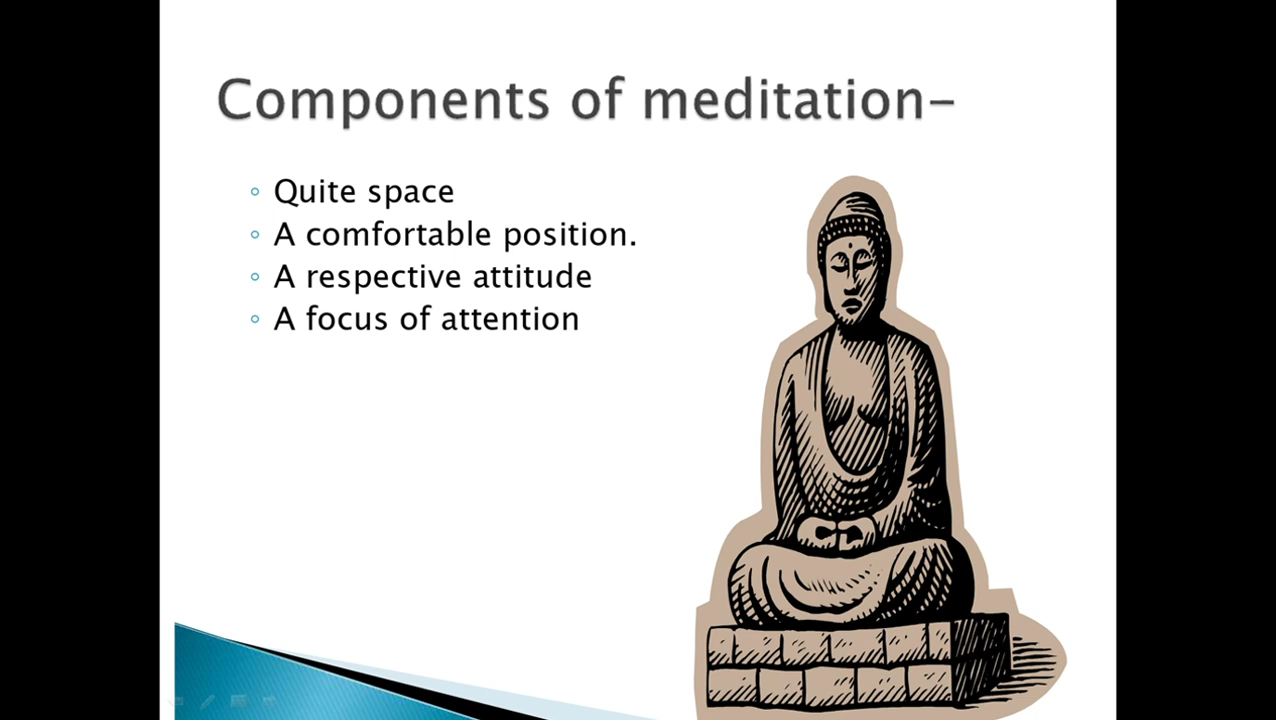 Components of meditation-
Quite space
A comfortable position.
A respective attitude
A focus of attention